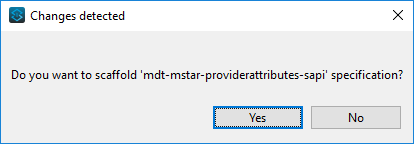 Changes detected
Do you want to scaffold 'mdt-mstar-providerattributes-sapi' specification?
Yes
No